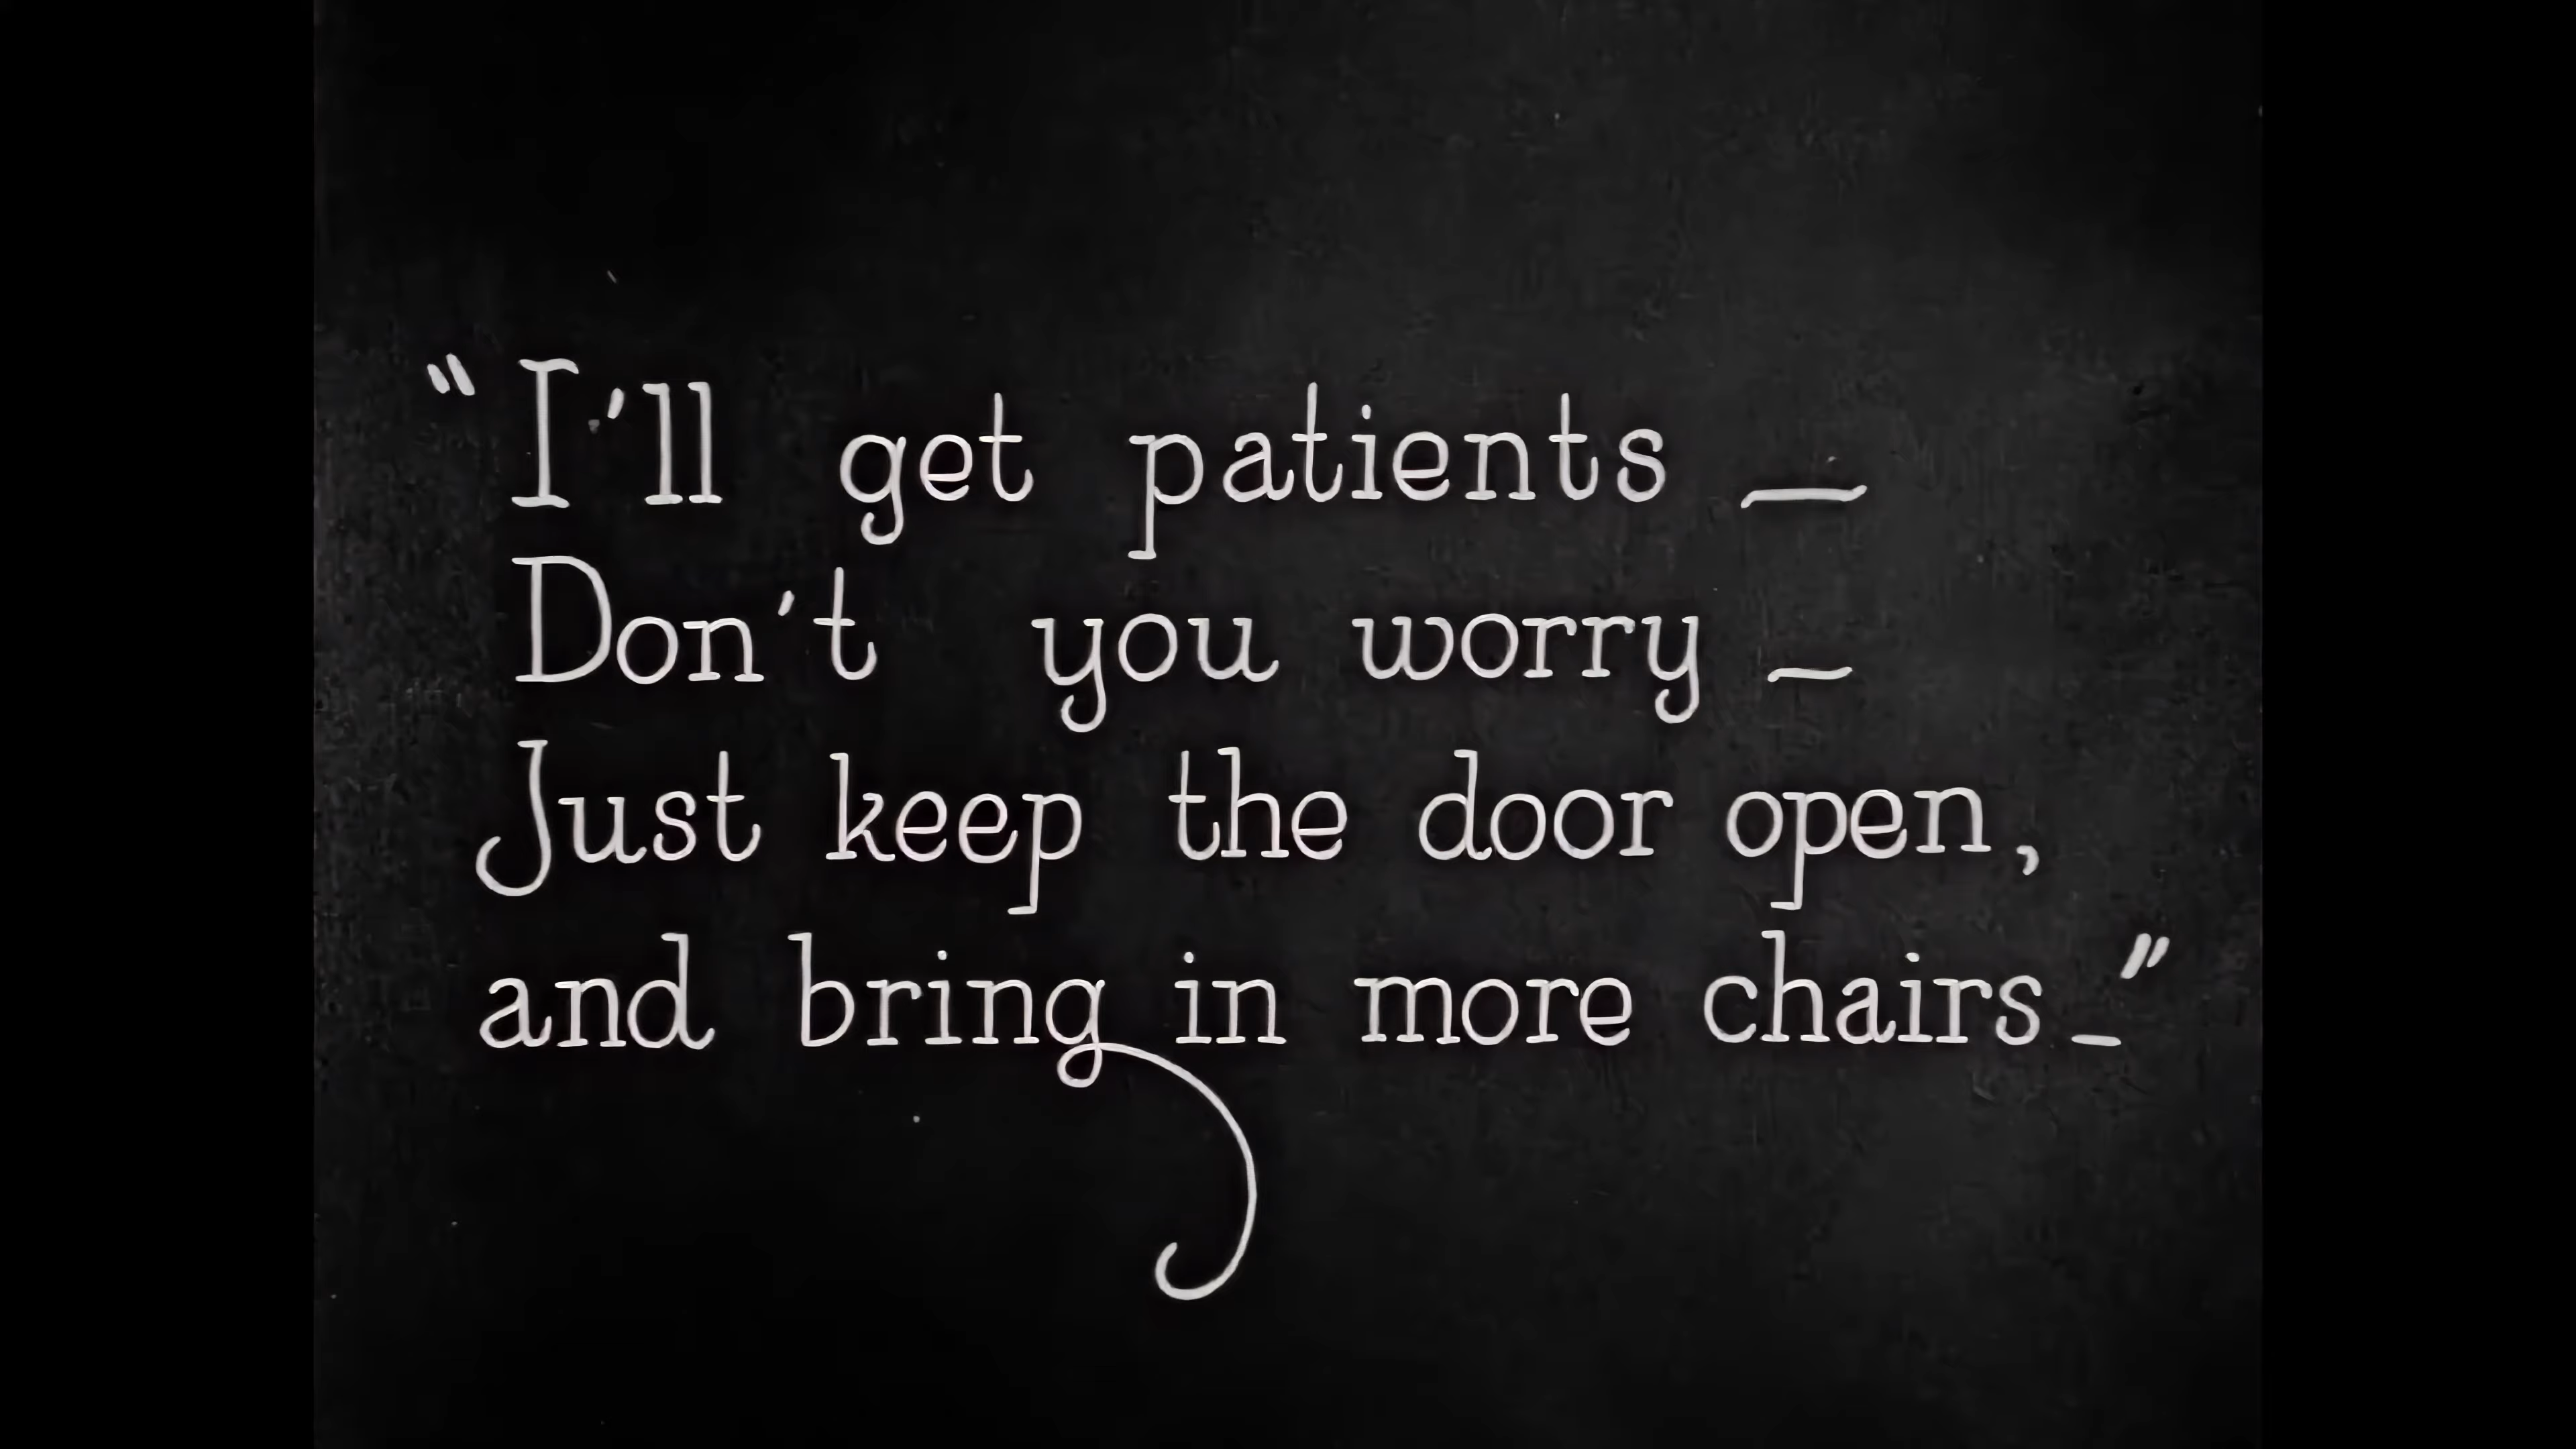 “I'll get patients —
Don't you worry —
Just keep the door open,
and bring in more chairs—”